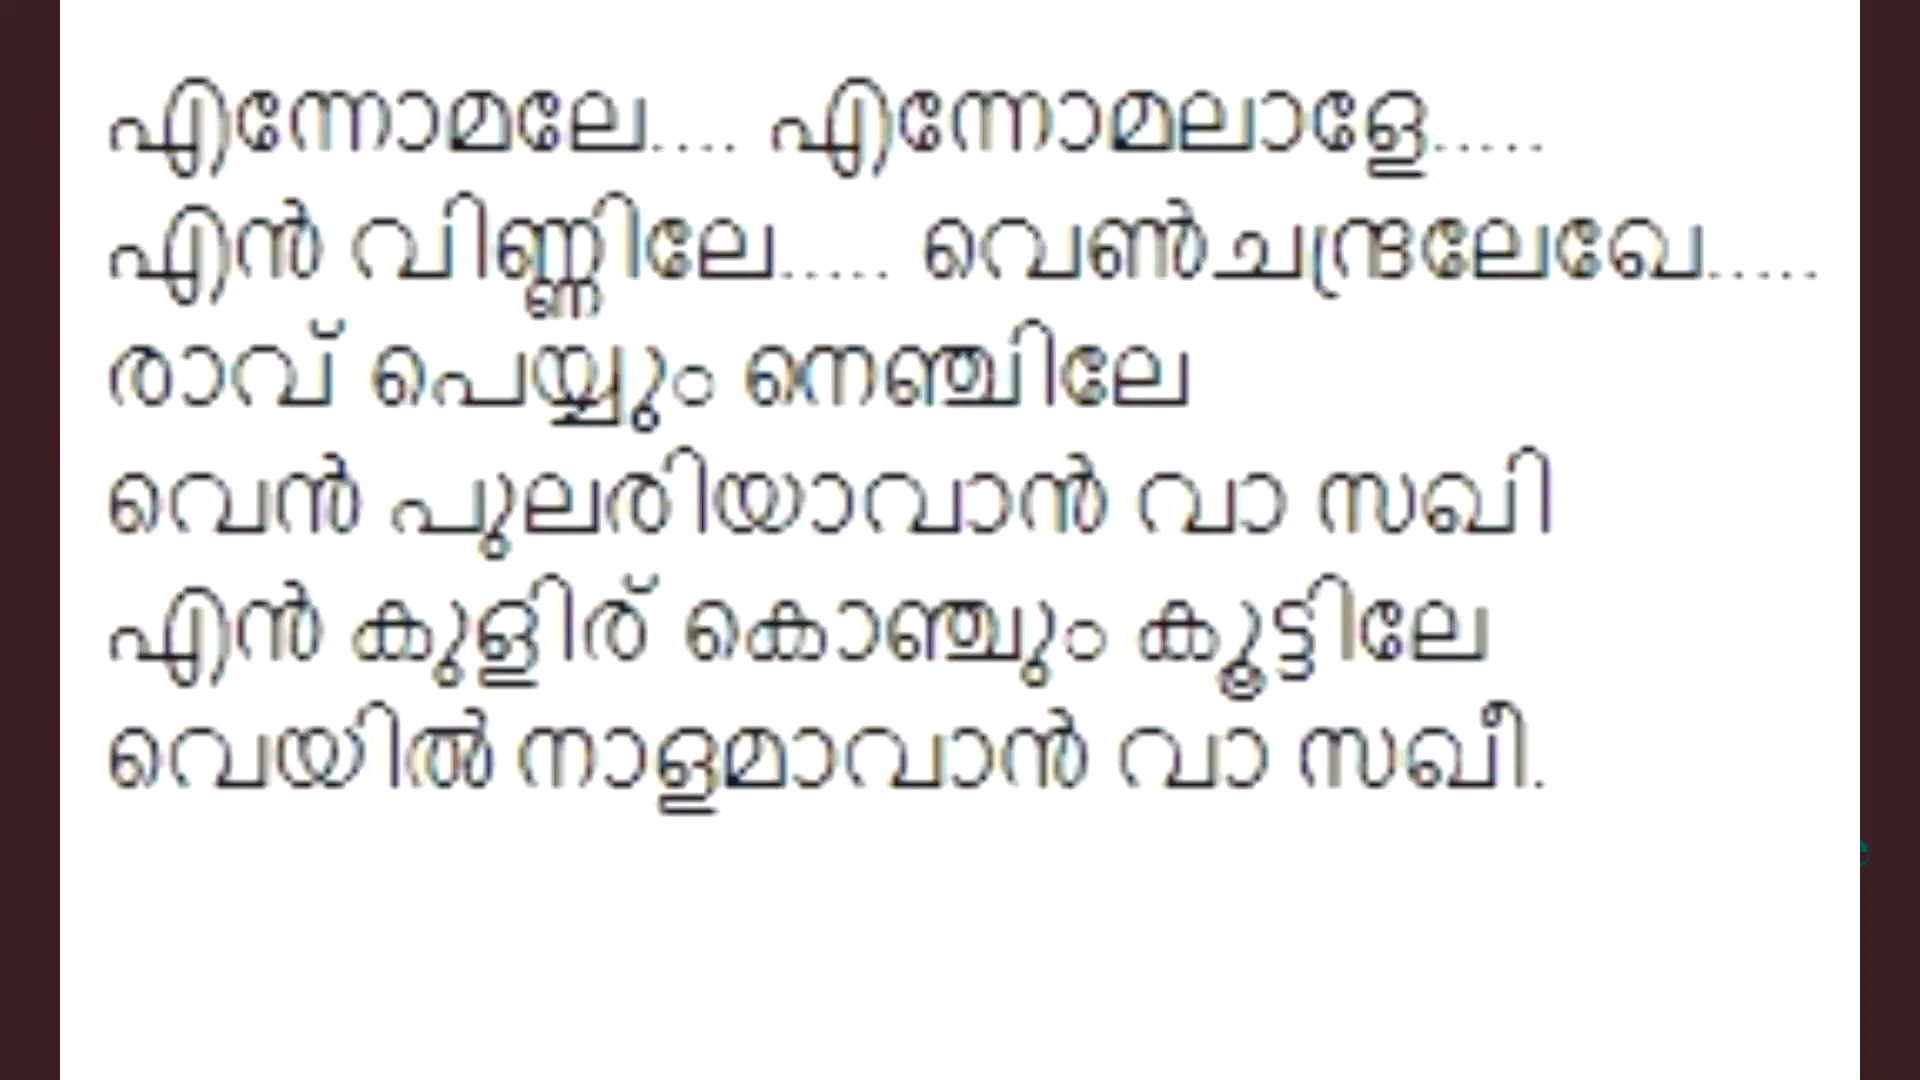 എന്നോമലേ.... എന്നോമലാളേ.....
എൻ വിണ്ണിലേ..... വെൺചന്ദ്രലേഖേ.....
രാവ് പെയ്യും നെഞ്ചിലേ
വെൻ പുലരിയാവാൻ വാ സഖി
എൻ കുളിര് കൊഞ്ചും കൂട്ടിലേ
വെയിൽ നാളമാവാൻ വാ സഖീ.